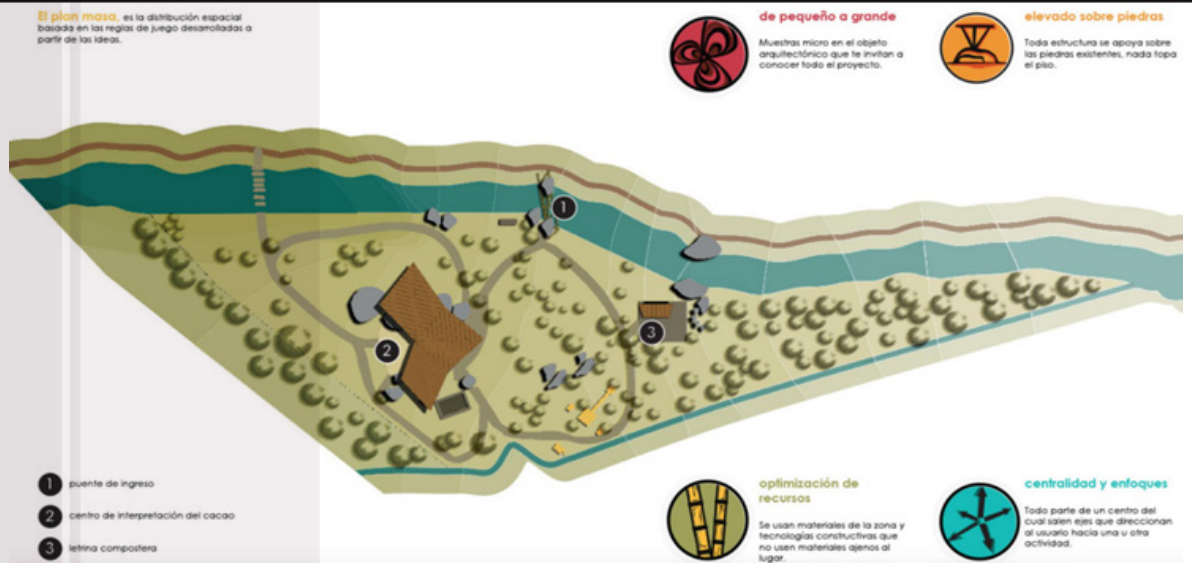 El plan masa, es la distribución espacial
basada en las reglas de juego desarrolladas a
partir de las ideas.
de pequeño a grande
Muestras micro en el objeto
arquitectónico que te invitan a
conocer todo el proyecto.
elevado sobre piedras
Toda estructura se apoya sobre
las piedras existentes, nada topa
el piso.
1
2
3
1 puente de ingreso
2 centro de interpretación del cacao
3 letrina compostera
optimización de
recursos
Se usan materiales de la zona y
tecnologías constructivas que
no usen materiales ajenos al
lugar.
centralidad y enfoques
Todo parte de un centro del
cual salen ejes que direccionan
al usuario hacia una u otra
actividad.